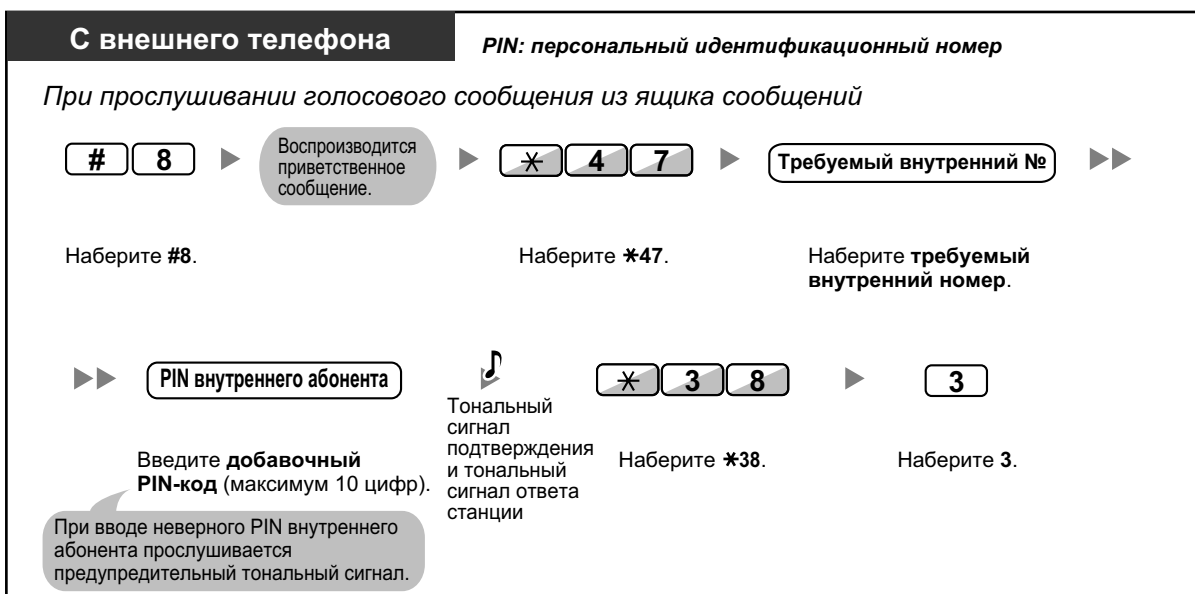 С внешнего телефона
PIN: персональный идентификационный номер
При прослушивании голосового сообщения из ящика сообщений
# 8
Воспроизводится
приветственное
сообщение.
* 4 7
Требуемый внутренний №
Наберите #8.
Наберите *47.
Наберите требуемый
внутренний номер.
PIN внутреннего абонента
Введите добавочный
PIN-код (максимум 10 цифр).
При вводе неверного PIN внутреннего
абонента прослушивается
предупредительный тональный сигнал.
Тональный
сигнал
подтверждения
и тональный
сигнал ответа
станции
* 3 8
Наберите *38.
3
Наберите 3.